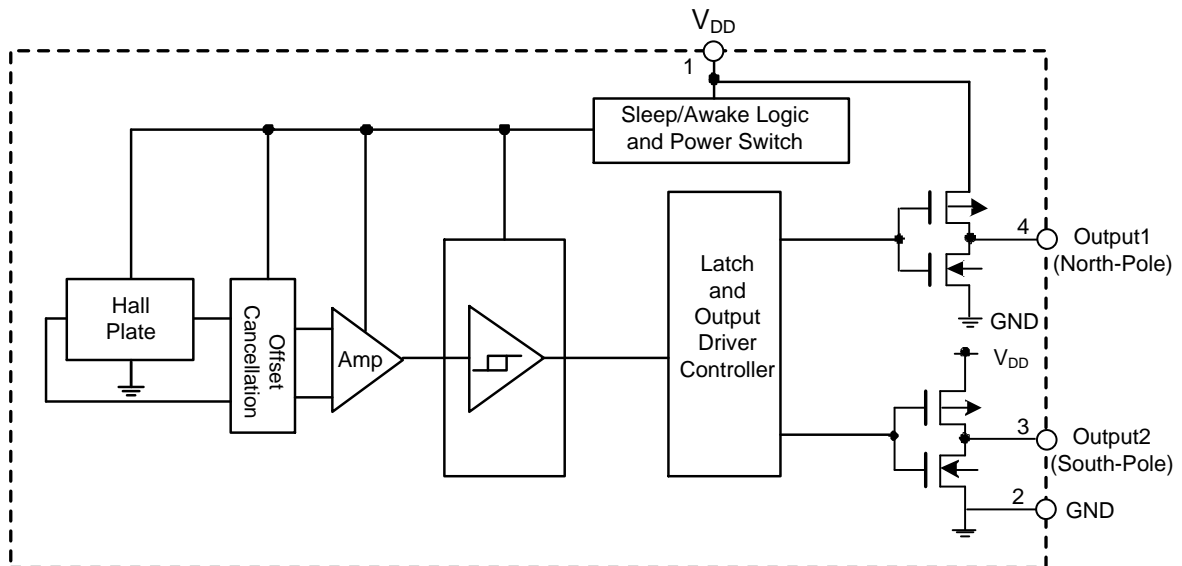 VDD
1
Sleep/Awake Logic
and Power Switch
4
Output1
(North-Pole)
Hall
Plate
Offset
Cancellation
Amp
Latch
and
Output
Driver
Controller
GND
VDD
3
Output2
(South-Pole)
2
GND